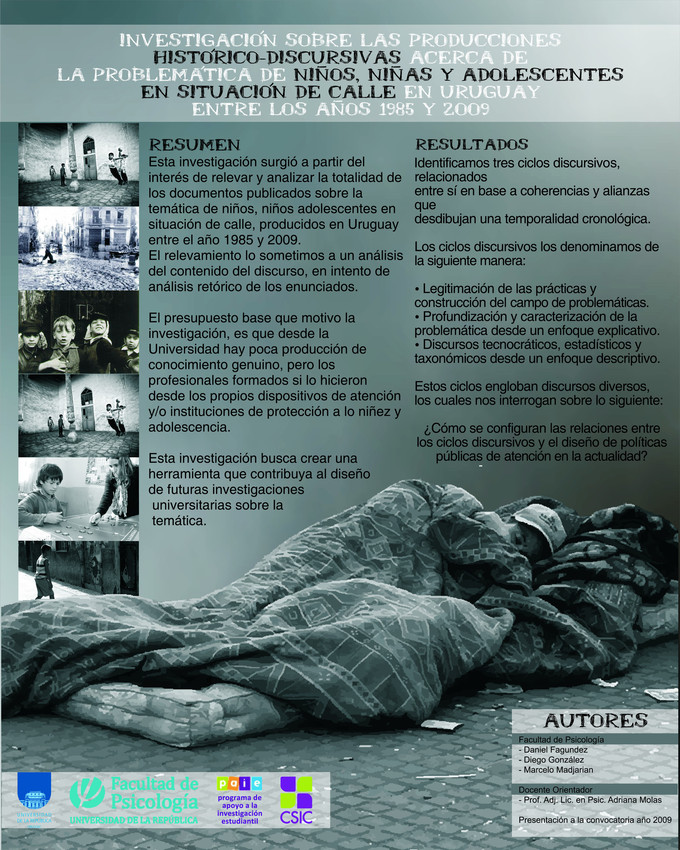 INVESTIGACIÓN SOBRE LAS PRODUCCIONES
HISTÓRICO-DISCURSIVAS ACERCA DE
LA PROBLEMÁTICA DE NIÑOS, NIÑAS Y ADOLESCENTES
EN SITUACIÓN DE CALLE EN URUGUAY
ENTRE LOS AÑOS 1985 Y 2009
RESUMEN
Esta investigación surgió a partir del
interés de relevar y analizar la totalidad de
los documentos publicados sobre la
temática de niños, niños adolescentes en
situación de calle, producidos en Uruguay
entre el año 1985 y 2009.
El relevamiento lo sometimos a un análisis
del contenido del discurso, en intento de
análisis retórico de los enunciados.
El presupuesto base que motivo la
investigación, es que desde la
Universidad hay poca producción de
conocimiento genuino, pero los
profesionales formados si lo hicieron
desde los propios dispositivos de atención
y/o instituciones de protección a lo niñez y
adolescencia.
Esta investigación busca crear una
herramienta que contribuya al diseño
de futuras investigaciones
universitarias sobre la
temática.
RESULTADOS
Identificamos tres ciclos discursivos,
relacionados
entre sí en base a coherencias y alianzas
que
desdibujan una temporalidad cronológica.
Los ciclos discursivos los denominamos de
la siguiente manera:
• Legitimación de las prácticas y
construcción del campo de problemáticas.
• Profundización y caracterización de la
problemática desde un enfoque explicativo.
• Discursos tecnocráticos, estadísticos y
taxonómicos desde un enfoque descriptivo.
Estos ciclos engloban discursos diversos,
los cuales nos interrogan sobre lo siguiente:
¿Cómo se configuran las relaciones entre
los ciclos discursivos y el diseño de políticas
públicas de atención en la actualidad?
AUTORES
Facultad de Psicología
- Daniel Fagundez
- Diego González
- Marcelo Madjarian
Docente Orientador
- Prof. Adj. Lic. en Psic. Adriana Molas
Presentación a la convocatoria año 2009
Facultad de
Psicología
UNIVERSIDAD DE LA REPÚBLICA
paie
programa de
apoyo a la
investigación
estudiantil
CSIC